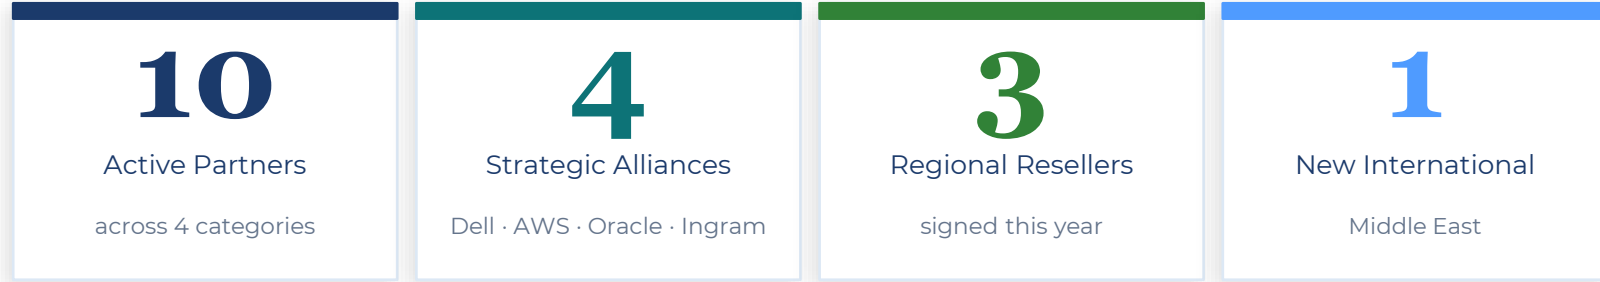 10
Active Partners
across 4 categories
4
Strategic Alliances
Dell · AWS · Oracle · Ingram
3
Regional Resellers
signed this year
1
New International
Middle East